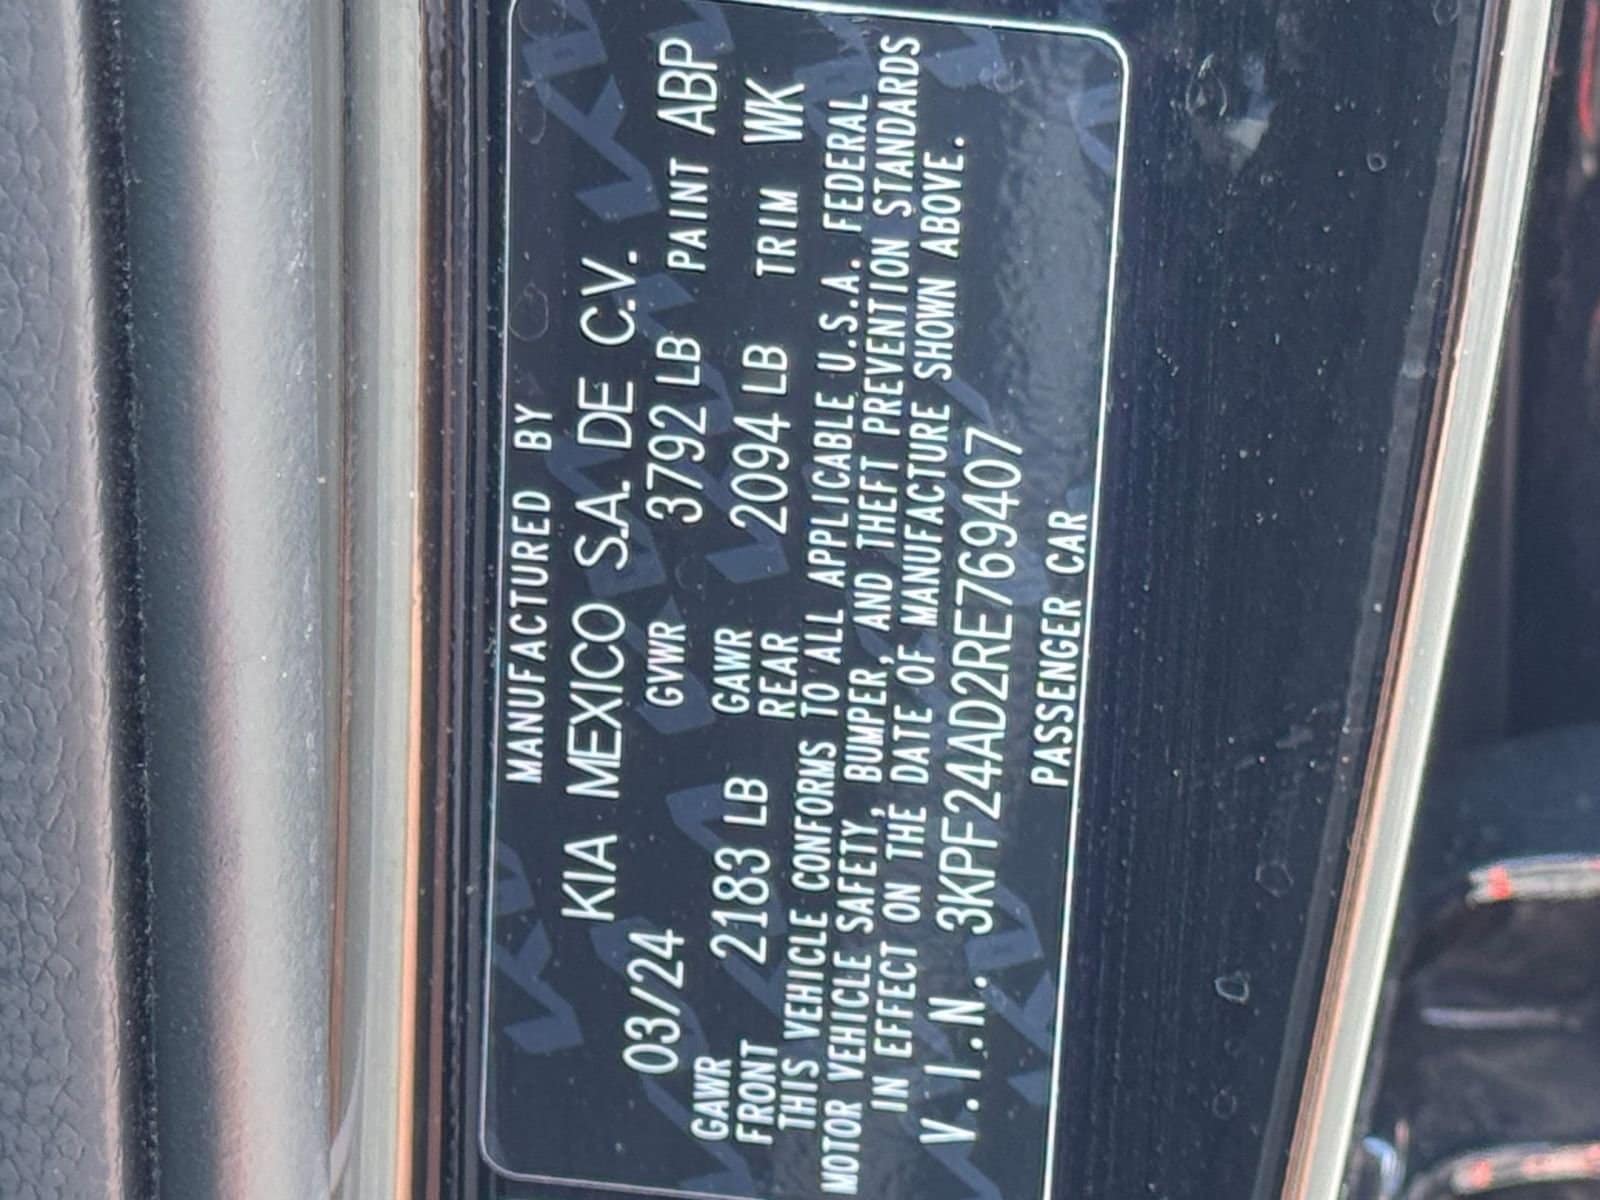 MANUFACTURED BY
KIA MEXICO S.A. DE C.V.
03/24 GVWR 3792 LB PAINT ABP
GAWR FRONT 2183 LB GAWR REAR 2094 LB TRIM WK
THIS VEHICLE CONFORMS TO ALL APPLICABLE U.S.A. FEDERAL
MOTOR VEHICLE SAFETY, BUMPER, AND THEFT PREVENTION STANDARDS
IN EFFECT ON THE DATE OF MANUFACTURE SHOWN ABOVE.
V.I.N. 3KPF24AD2RE769407
PASSENGER CAR